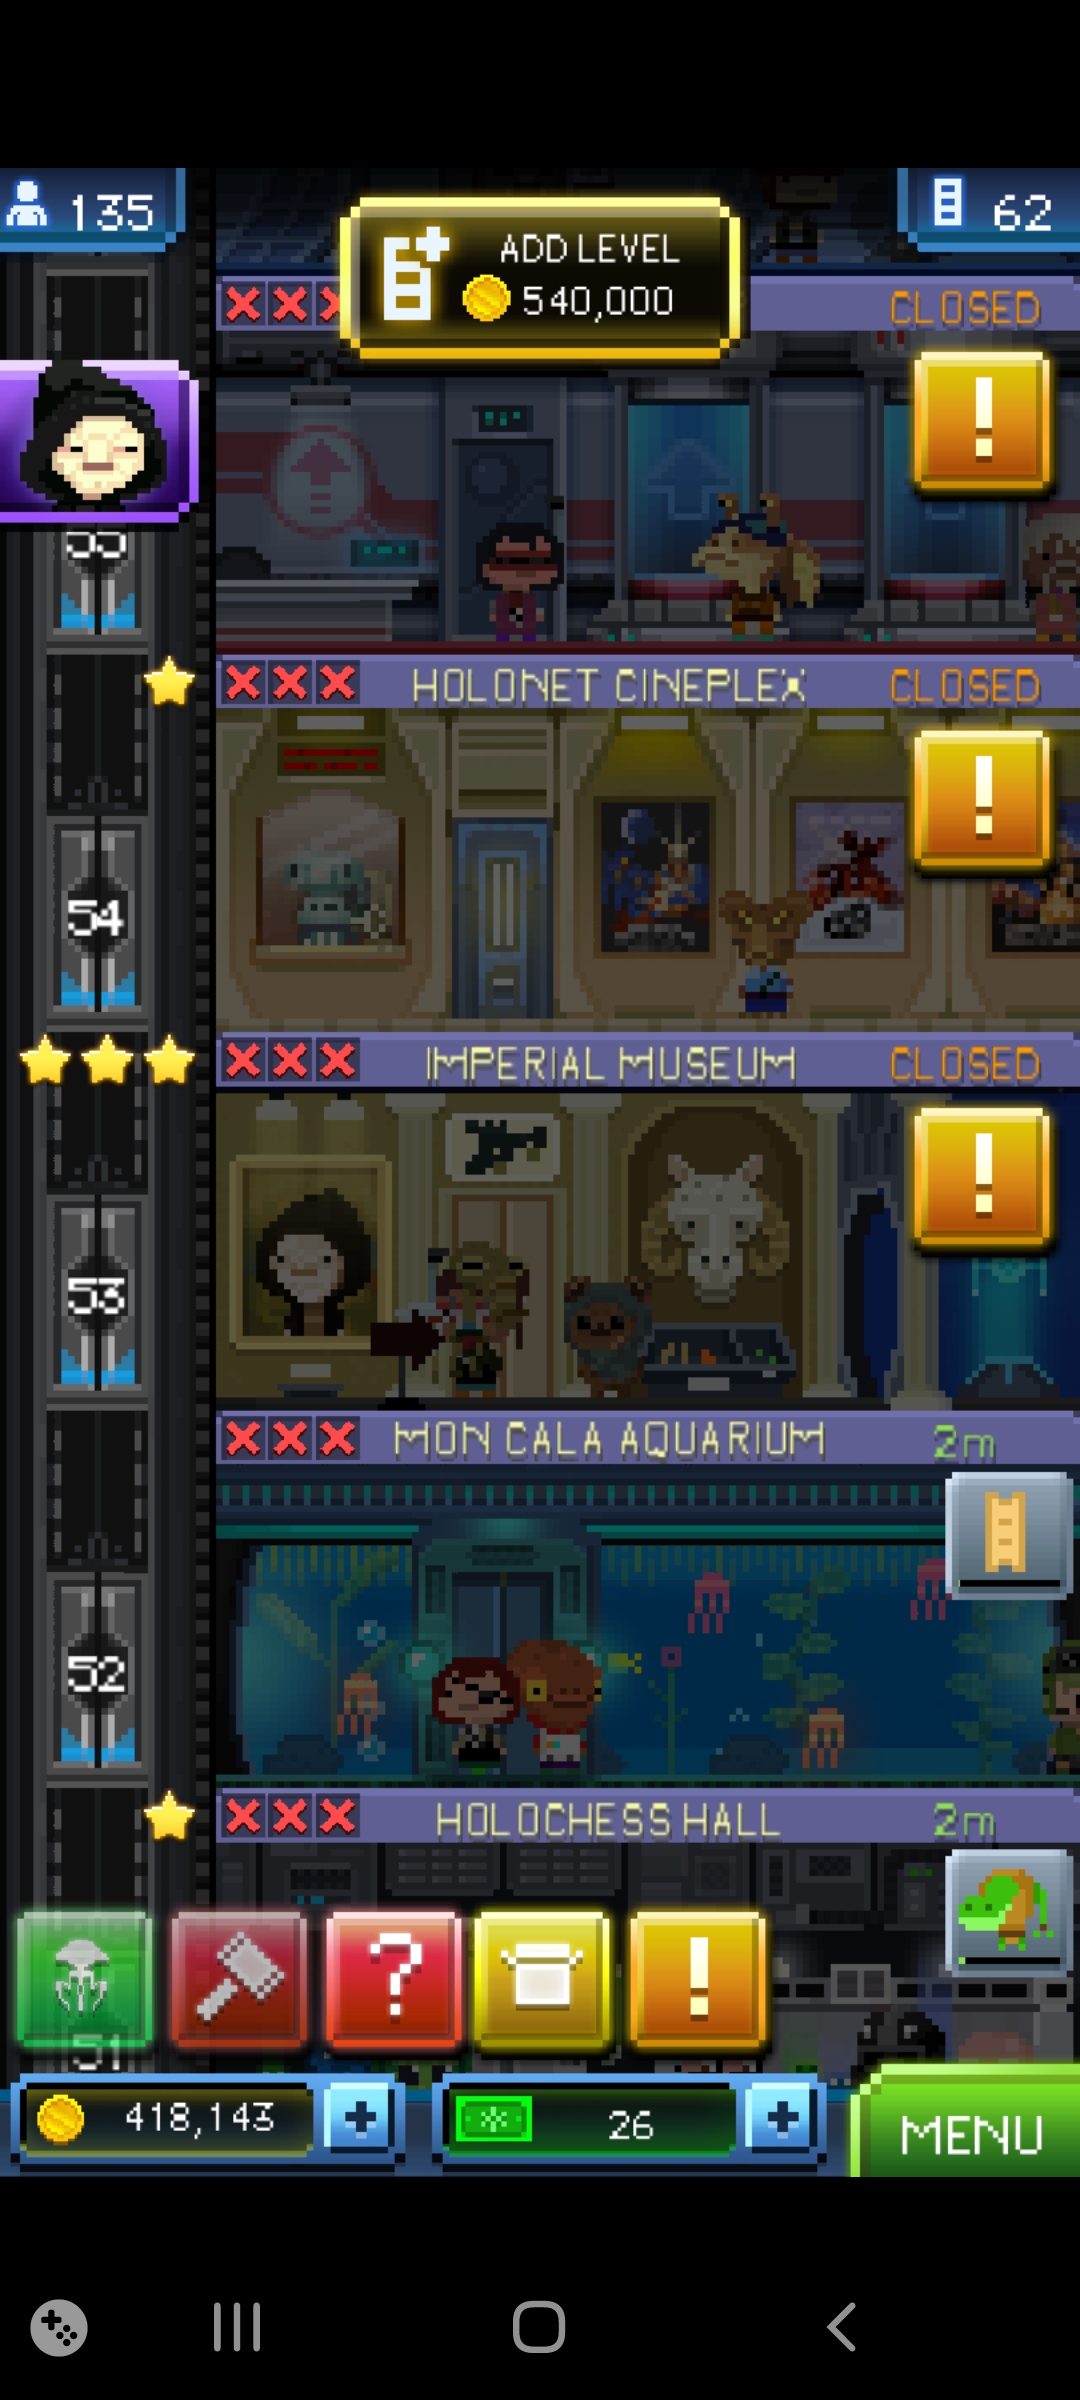 135
ADD LEVEL
540,000
62
CLOSED
55
HOLONET CINEPLEX
CLOSED
54
IMPERIAL MUSEUM
CLOSED
53
MON CALA AQUARIUM
2m
52
HOLOCHESS HALL
2m
?
51
418,143
26
MENU